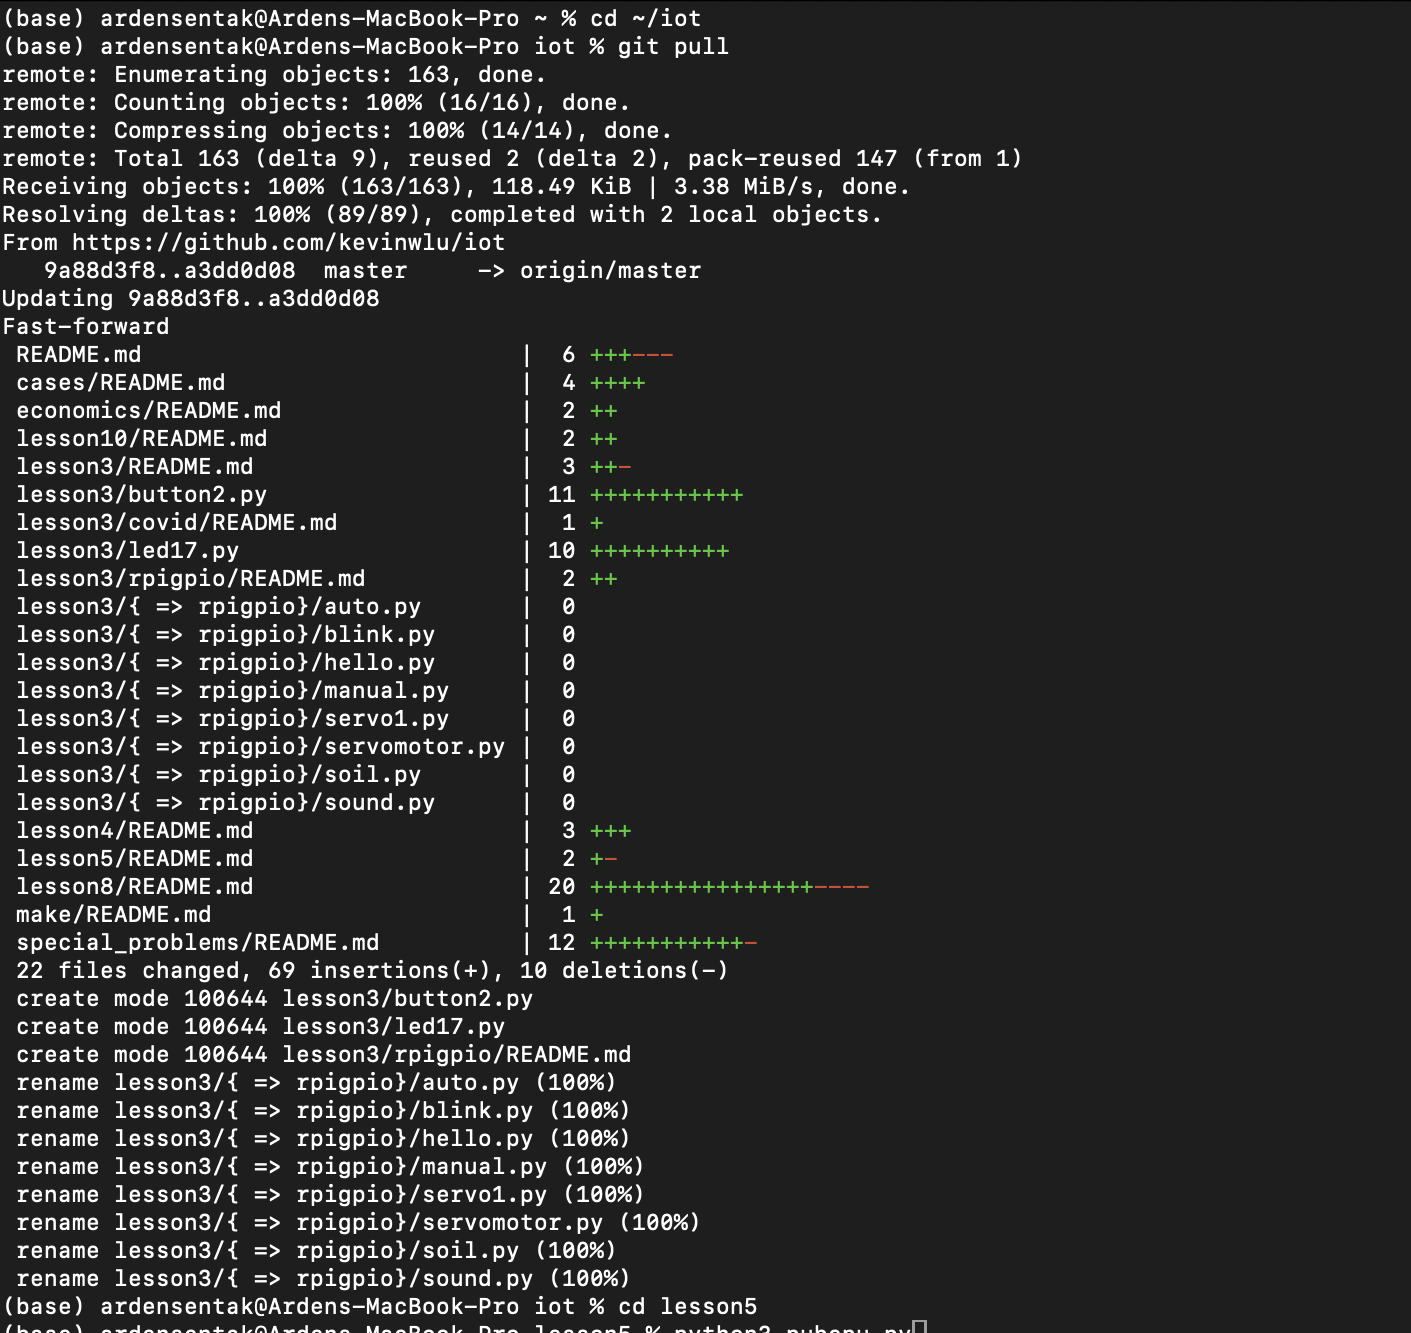 (base) ardensentak@Ardens-MacBook-Pro ~ % cd ~/iot
(base) ardensentak@Ardens-MacBook-Pro iot % git pull
remote: Enumerating objects: 163, done.
remote: Counting objects: 100% (16/16), done.
remote: Compressing objects: 100% (14/14), done.
remote: Total 163 (delta 9), reused 2 (delta 2), pack-reused 147 (from 1)
Receiving objects: 100% (163/163), 118.49 KiB | 3.38 MiB/s, done.
Resolving deltas: 100% (89/89), completed with 2 local objects.
From https://github.com/kevinwlu/iot
   9a88d3f8..a3dd0d08  master     -> origin/master
Updating 9a88d3f8..a3dd0d08
Fast-forward
 README.md                           |  6 +++---
 cases/README.md                     |  4 ++++
 economics/README.md                 |  2 ++
 lesson10/README.md                  |  2 ++
 lesson3/README.md                   |  3 ++-
 lesson3/button2.py                  | 11 +++++++++++
 lesson3/covid/README.md             |  1 +
 lesson3/led17.py                    | 10 ++++++++++
 lesson3/rpigpio/README.md           |  2 ++
 lesson3/{ => rpigpio}/auto.py       |  0
 lesson3/{ => rpigpio}/blink.py      |  0
 lesson3/{ => rpigpio}/hello.py      |  0
 lesson3/{ => rpigpio}/manual.py     |  0
 lesson3/{ => rpigpio}/servo1.py     |  0
 lesson3/{ => rpigpio}/servomotor.py |  0
 lesson3/{ => rpigpio}/soil.py       |  0
 lesson3/{ => rpigpio}/sound.py      |  0
 lesson4/README.md                   |  3 +++
 lesson5/README.md                   |  2 +-
 lesson8/README.md                   | 20 ++++++++++++++++----
 make/README.md                      |  1 +
 special_problems/README.md          | 12 +++++++++++-
 22 files changed, 69 insertions(+), 10 deletions(-)
 create mode 100644 lesson3/button2.py
 create mode 100644 lesson3/led17.py
 create mode 100644 lesson3/rpigpio/README.md
 rename lesson3/{ => rpigpio}/auto.py (100%)
 rename lesson3/{ => rpigpio}/blink.py (100%)
 rename lesson3/{ => rpigpio}/hello.py (100%)
 rename lesson3/{ => rpigpio}/manual.py (100%)
 rename lesson3/{ => rpigpio}/servo1.py (100%)
 rename lesson3/{ => rpigpio}/servomotor.py (100%)
 rename lesson3/{ => rpigpio}/soil.py (100%)
 rename lesson3/{ => rpigpio}/sound.py (100%)
(base) ardensentak@Ardens-MacBook-Pro iot % cd lesson5
(base) ardensentak@Ardens-MacBook-Pro lesson5 % python3